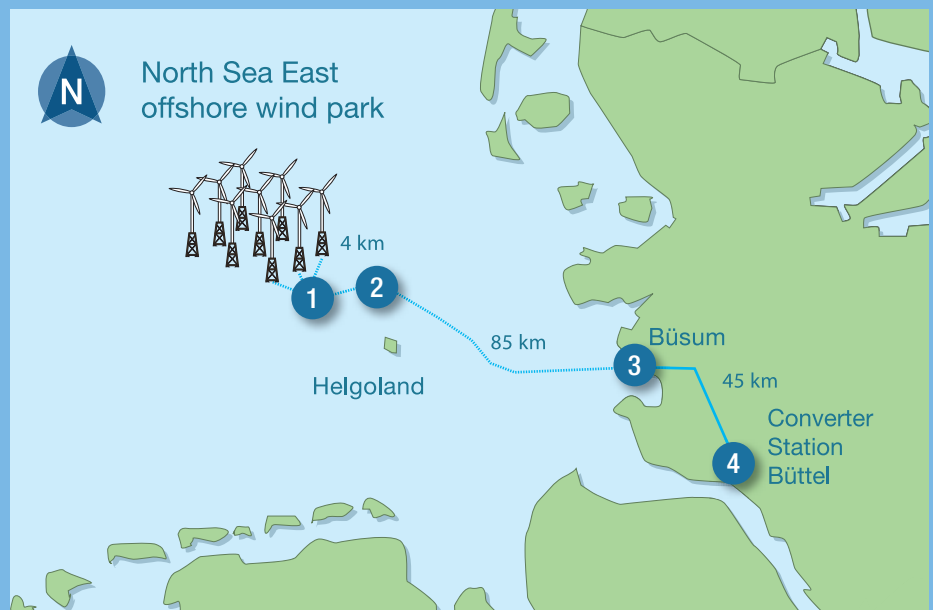 N
North Sea East
offshore wind park
4 km
1
2
85 km
Helgoland
3
Büsum
45 km
4
Converter
Station
Büttel